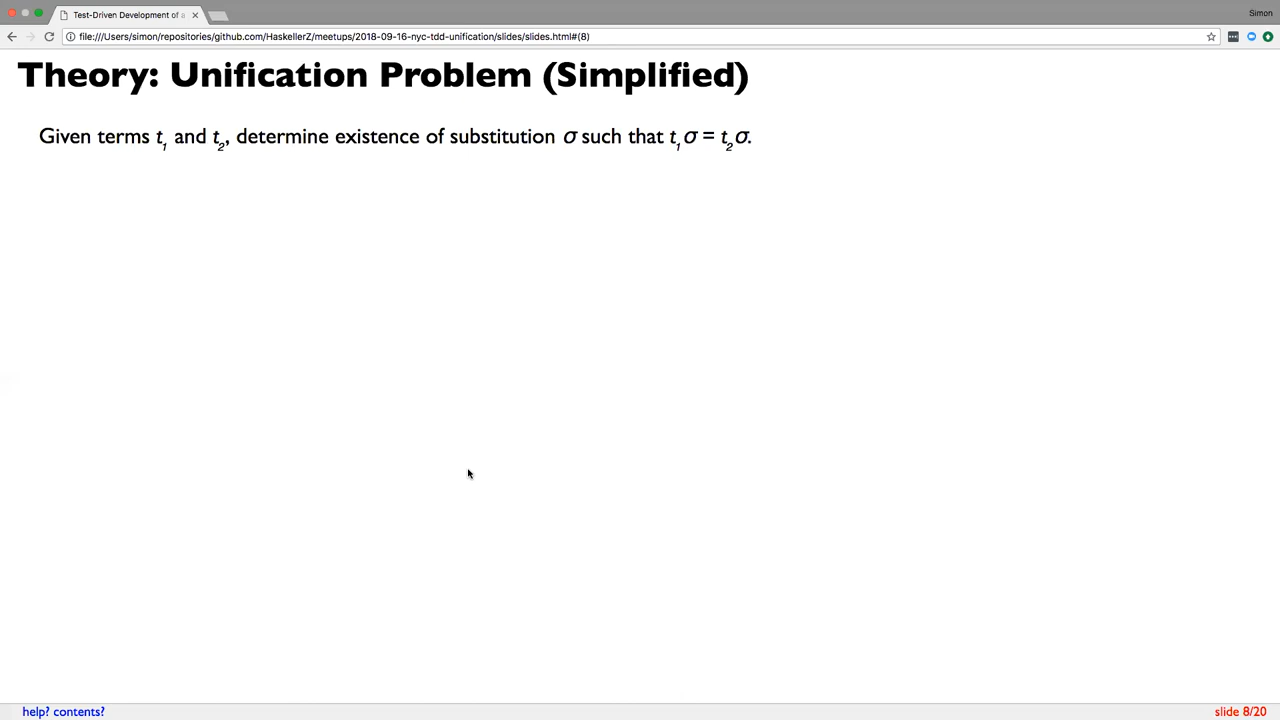 Test-Driven Development of a
Simon
file:///Users/simon/repositories/github.com/HaskellerZ/meetups/2018-09-16-nyc-tdd-unification/slides/slides.html#(8)
Theory: Unification Problem (Simplified)
Given terms t₁ and t₂, determine existence of substitution σ such that t₁σ = t₂σ.
help? contents?
slide 8/20